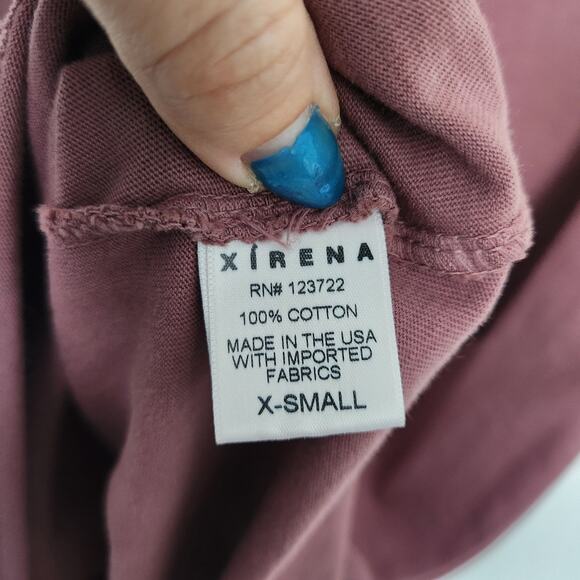 XÍRENA
RN# 123722
100% COTTON
MADE IN THE USA
WITH IMPORTED
FABRICS
X-SMALL